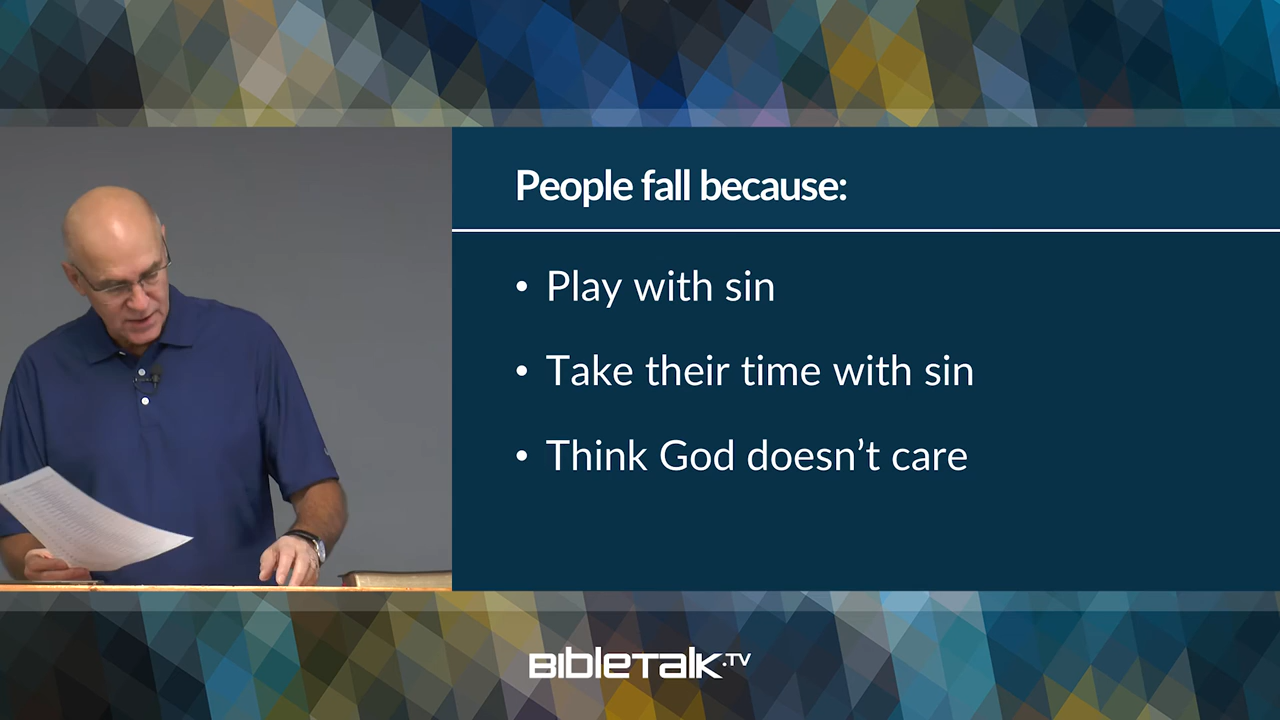 People fall because:
• Play with sin
• Take their time with sin
• Think God doesn’t care
BIBLETALK.TV